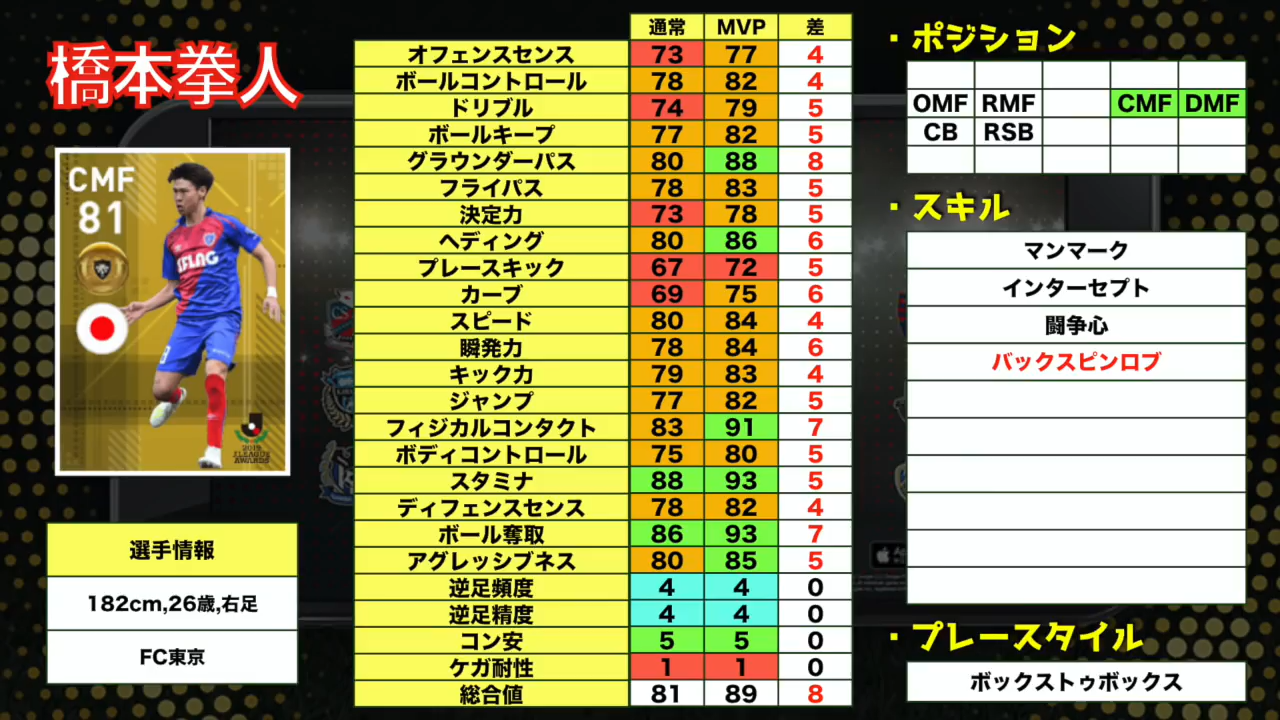 橋本拳人
CMF
81
IFLAG
2019
J.LEAGUE
AWARDS
選手情報
182cm,26歳,右足
FC東京
通常 MVP 差
オフェンスセンス 73 77 4
ボールコントロール 78 82 4
ドリブル 74 79 5
ボールキープ 77 82 5
グラウンダーパス 80 88 8
フライパス 78 83 5
決定力 73 78 5
ヘディング 80 86 6
プレースキック 67 72 5
カーブ 69 75 6
スピード 80 84 4
瞬発力 78 84 6
キック力 79 83 4
ジャンプ 77 82 5
フィジカルコンタクト 83 91 7
ボディコントロール 75 80 5
スタミナ 88 93 5
ディフェンスセンス 78 82 4
ボール奪取 86 93 7
アグレッシブネス 80 85 5
逆足頻度 4 4 0
逆足精度 4 4 0
コン安 5 5 0
ケガ耐性 1 1 0
総合値 81 89 8
・ポジション
OMF RMF CMF DMF
CB RSB
・スキル
マンマーク
インターセプト
闘争心
バックスピンロブ
・プレースタイル
ボックストゥボックス